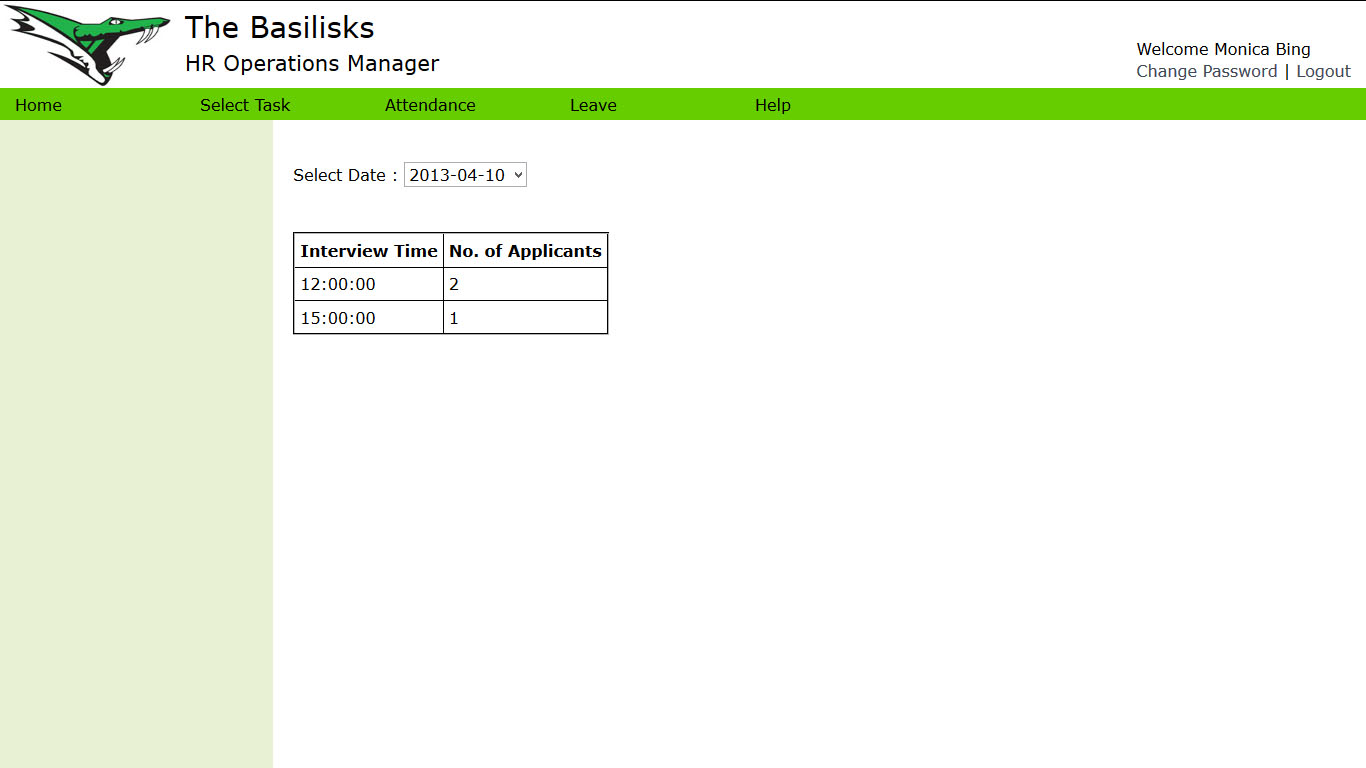 The Basilisks
HR Operations Manager
Welcome Monica Bing
Change Password | Logout
Home Select Task Attendance Leave Help
Select Date : 2013-04-10
Interview Time No. of Applicants
12:00:00 2
15:00:00 1